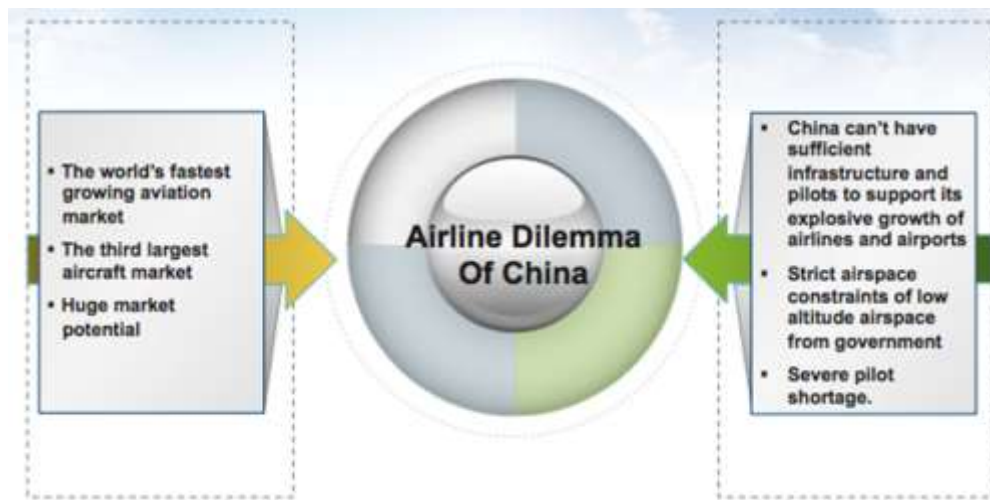 • The world's fastest
growing aviation
market
• The third largest
aircraft market
• Huge market
potential
Airline Dilemma
Of China
▪ China can't have
sufficient
infrastructure and
pilots to support its
explosive growth of
airlines and airports
▪ Strict airspace
constraints of low
altitude airspace
from government
▪ Severe pilot
shortage.